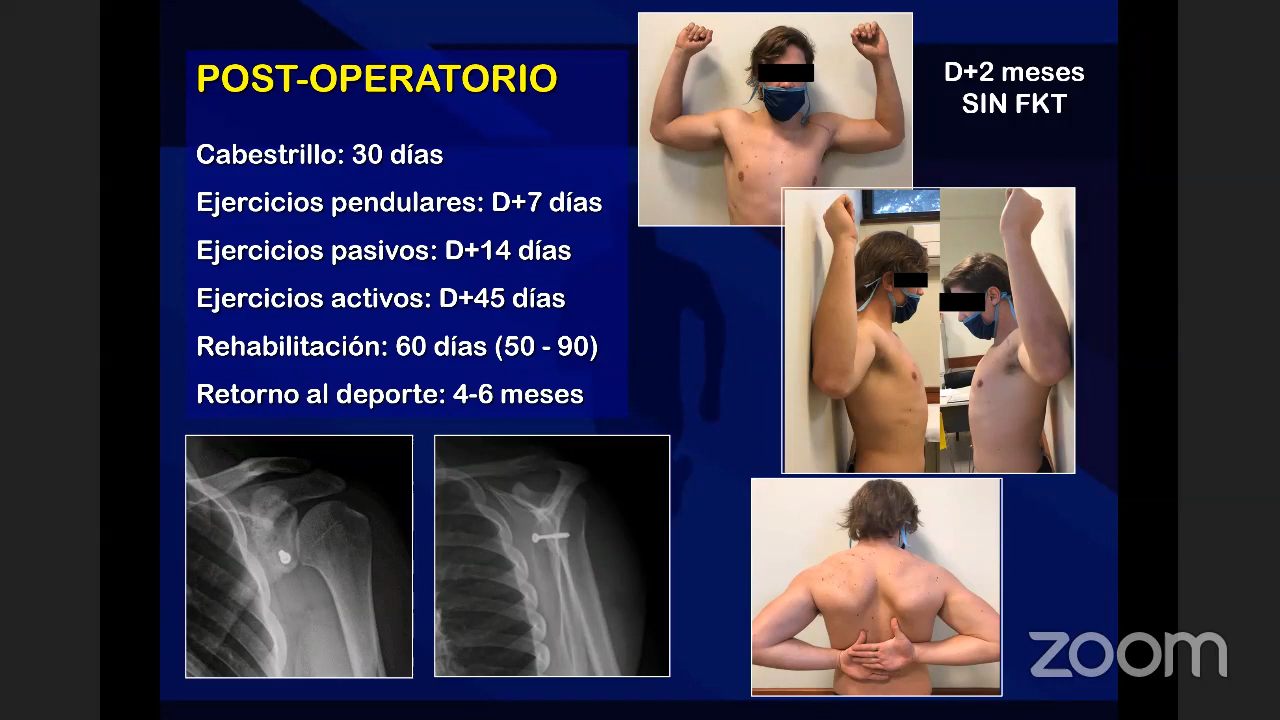 POST-OPERATORIO
Cabestrillo: 30 días
Ejercicios pendulares: D+7 días
Ejercicios pasivos: D+14 días
Ejercicios activos: D+45 días
Rehabilitación: 60 días (50 - 90)
Retorno al deporte: 4-6 meses
D+2 meses
SIN FKT
zoom